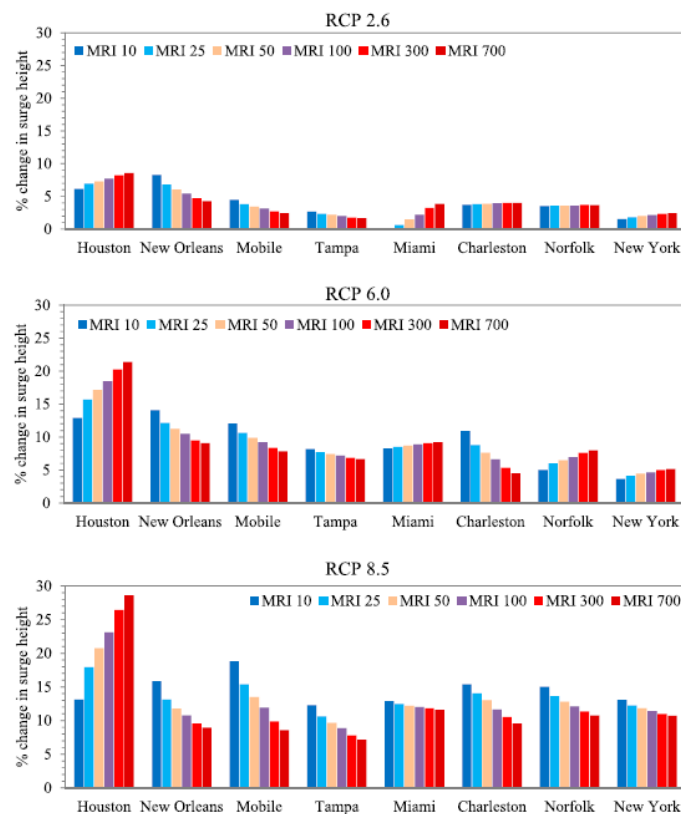 RCP 2.6
% change in surge height
30
25
20
15
10
5
0
MRI 10 MRI 25 MRI 50 MRI 100 MRI 300 MRI 700
Houston New Orleans Mobile Tampa Miami Charleston Norfolk New York
RCP 6.0
% change in surge height
30
25
20
15
10
5
0
MRI 10 MRI 25 MRI 50 MRI 100 MRI 300 MRI 700
Houston New Orleans Mobile Tampa Miami Charleston Norfolk New York
RCP 8.5
% change in surge height
30
25
20
15
10
5
0
MRI 10 MRI 25 MRI 50 MRI 100 MRI 300 MRI 700
Houston New Orleans Mobile Tampa Miami Charleston Norfolk New York